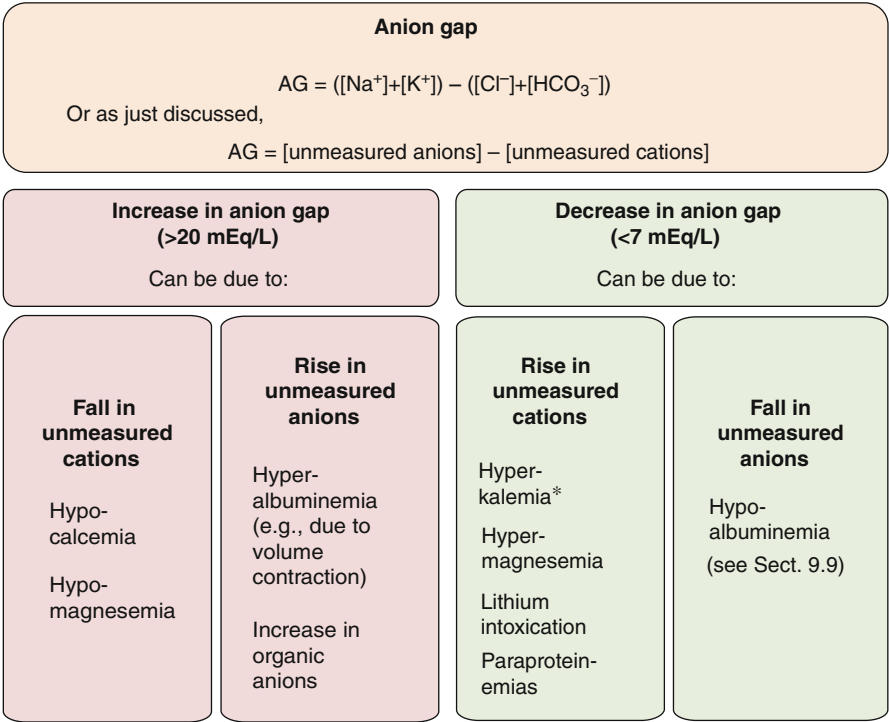 Anion gap
AG = ([Na⁺]+[K⁺]) – ([Cl⁻]+[HCO₃⁻])
Or as just discussed,
AG = [unmeasured anions] – [unmeasured cations]
Increase in anion gap
(>20 mEq/L)
Can be due to:
Decrease in anion gap
(<7 mEq/L)
Can be due to:
Fall in
unmeasured
cations
Hypo-
calcemia
Hypo-
magnesemia
Rise in
unmeasured
anions
Hyper-
albuminemia
(e.g., due to
volume
contraction)
Increase in
organic
anions
Rise in
unmeasured
cations
Hyper-
kalemia*
Hyper-
magnesemia
Lithium
intoxication
Paraprotein-
emias
Fall in
unmeasured
anions
Hypo-
albuminemia
(see Sect. 9.9)